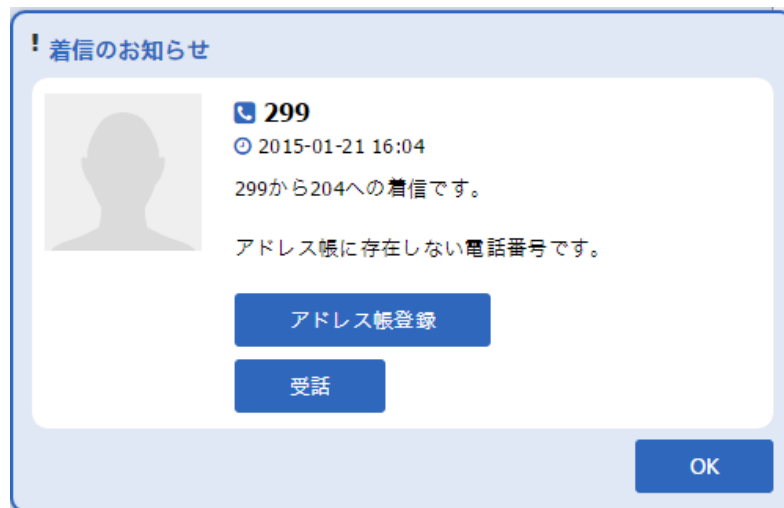 ! 着信のお知らせ
299
2015-01-21 16:04
299から204への着信です。
アドレス帳に存在しない電話番号です。
アドレス帳登録
受話
OK